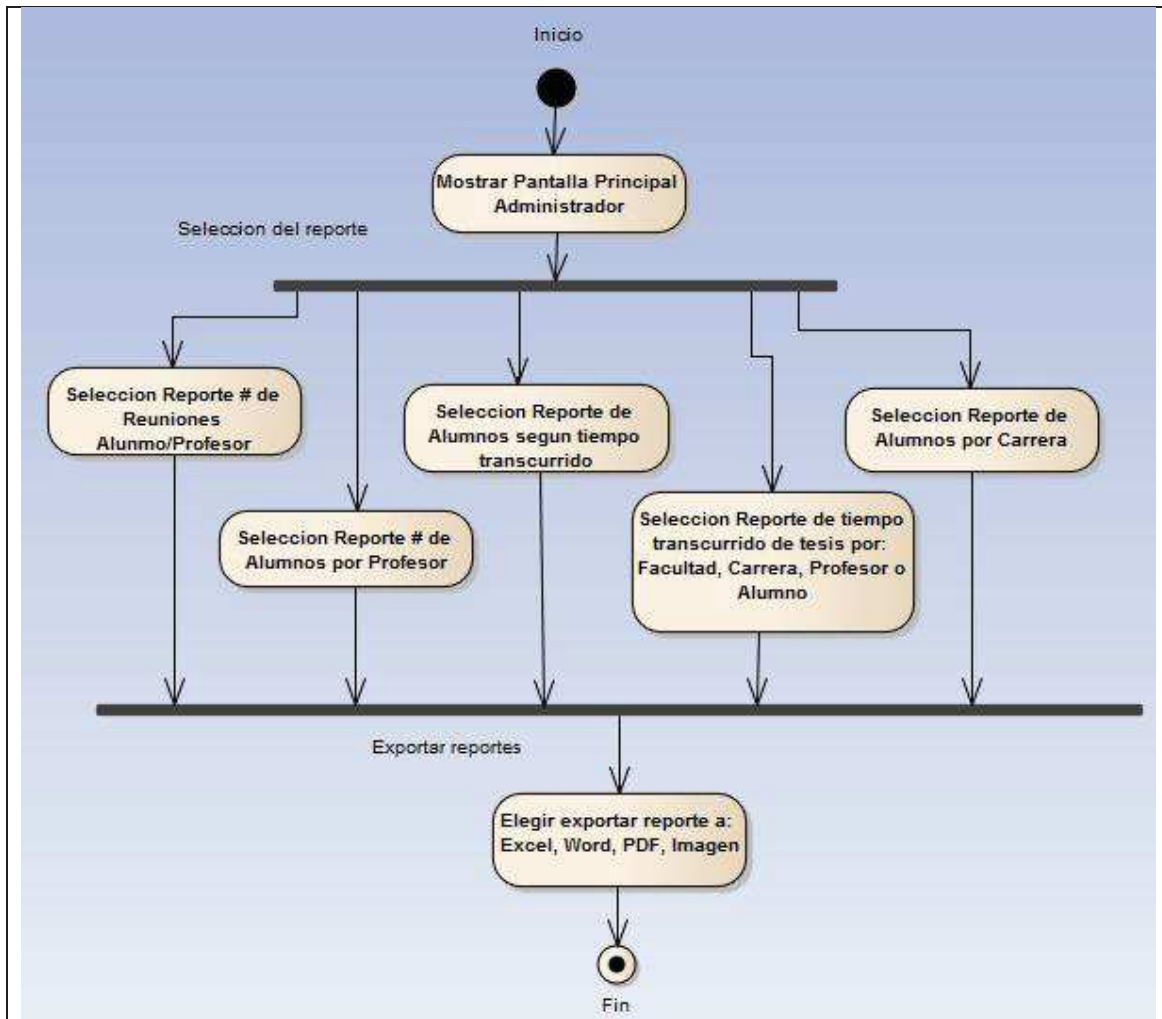 Inicio
Mostrar Pantalla Principal
Administrador
Seleccion del reporte
Seleccion Reporte # de
Reuniones
Alunmo/Profesor
Seleccion Reporte # de
Alumnos por Profesor
Seleccion Reporte de
Alumnos segun tiempo
transcurrido
Seleccion Reporte de tiempo
transcurrido de tesis por:
Facultad, Carrera, Profesor o
Alumno
Seleccion Reporte de
Alumnos por Carrera
Exportar reportes
Elegir exportar reporte a:
Excel, Word, PDF, Imagen
Fin